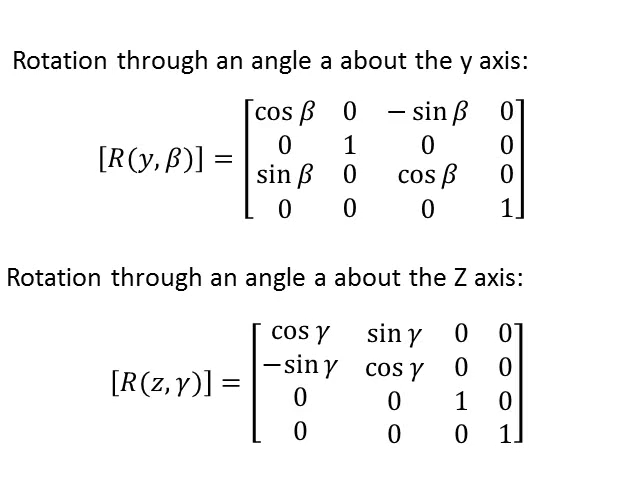 Rotation through an angle a about the y axis:
cos β 0 − sin β 0
0 1 0 0
[R(y, β)] =
sin β 0 cos β 0
0 0 0 1
Rotation through an angle a about the Z axis:
cos γ sin γ 0 0
−sin γ cos γ 0 0
[R(z, γ)] =
0 0 1 0
0 0 0 1